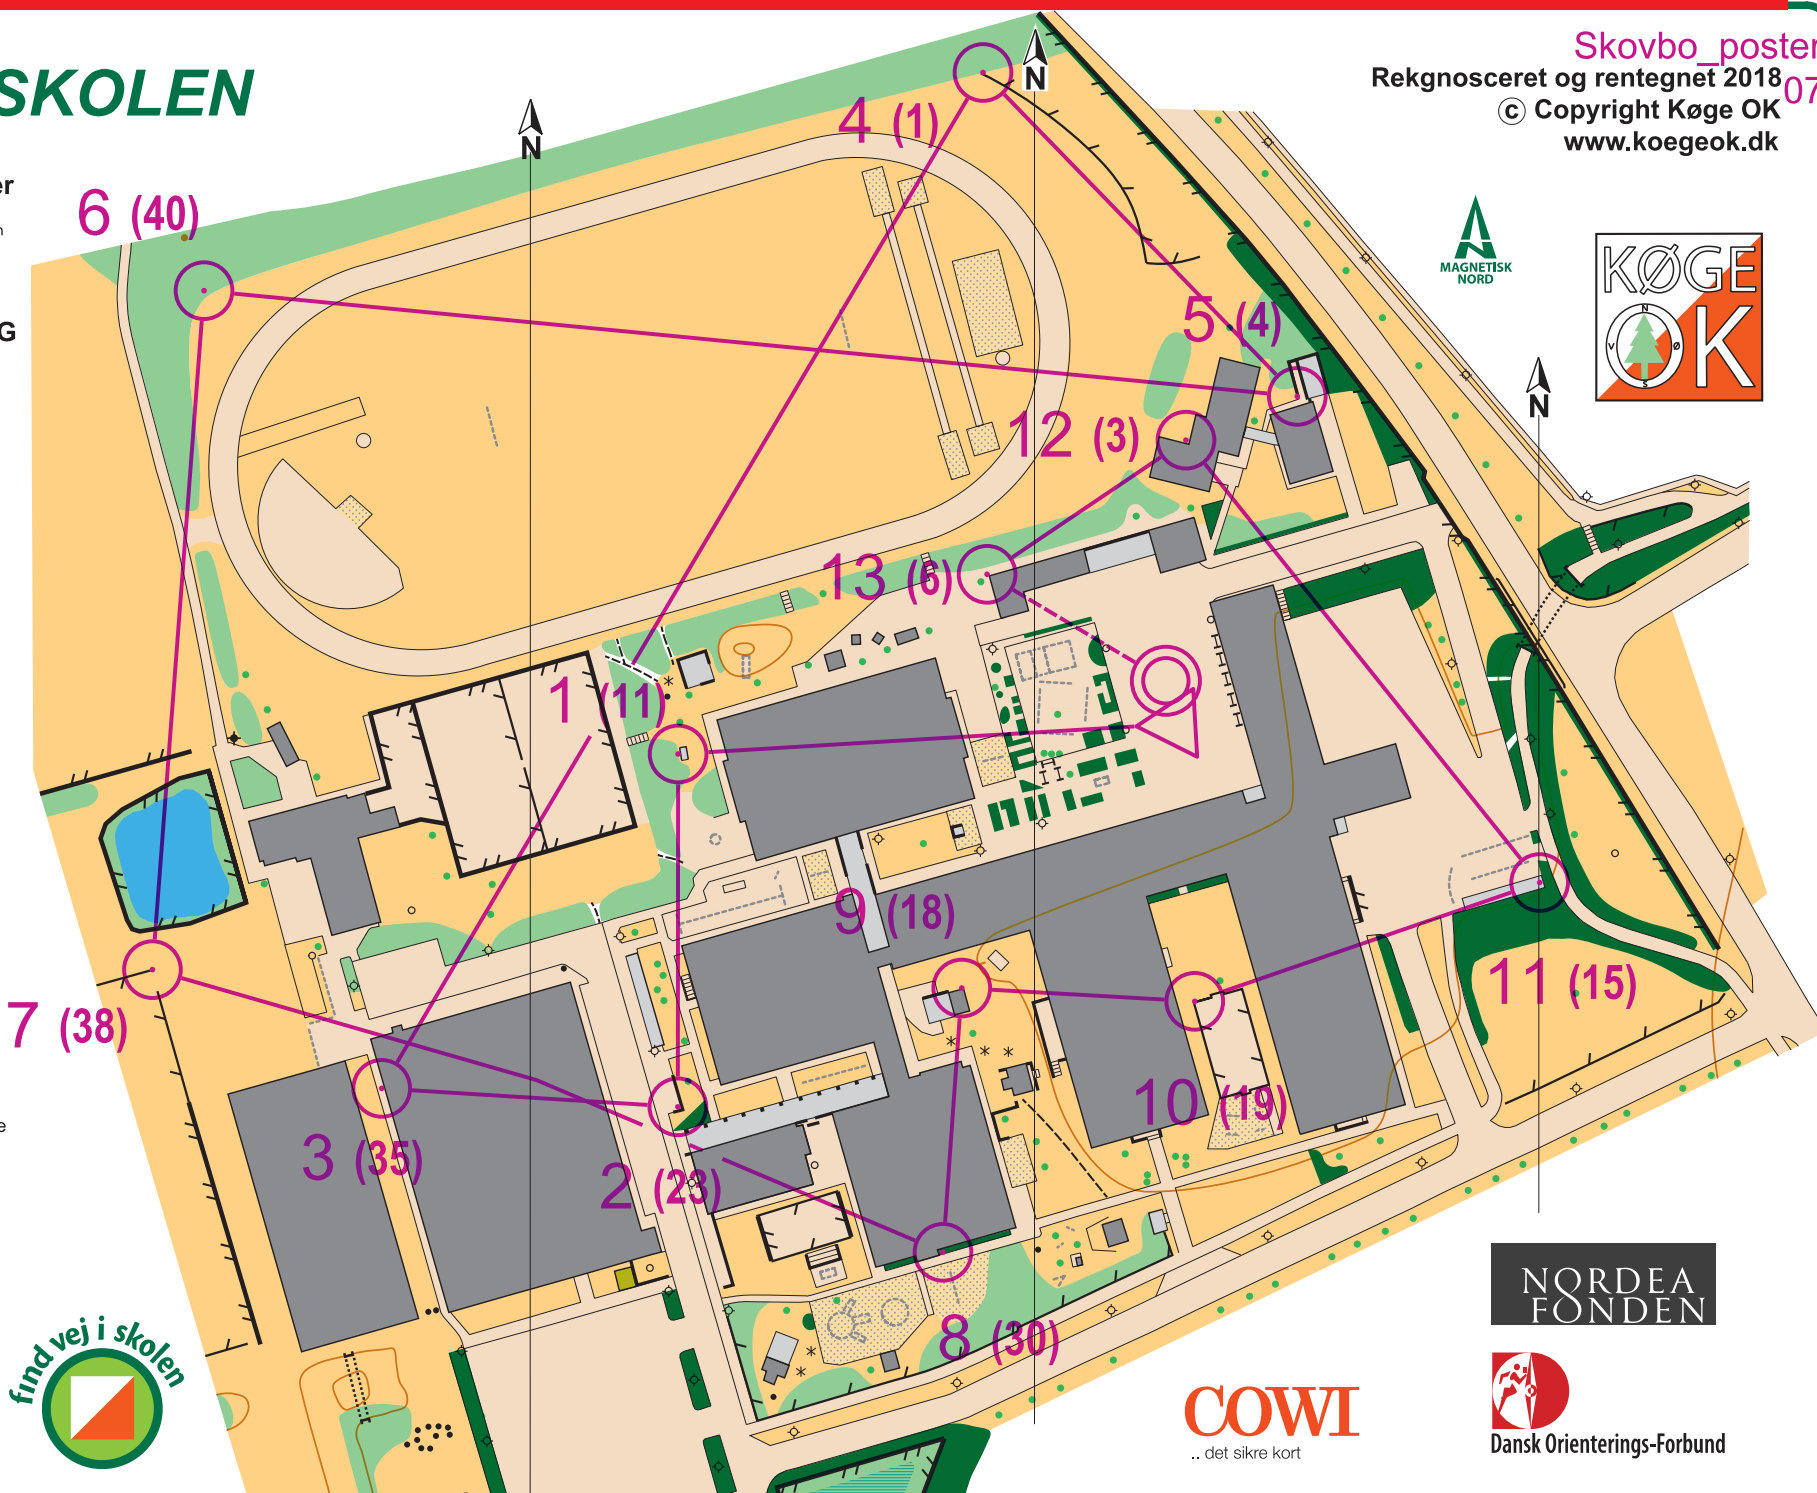 SKOLEN
er
n
G
e
Skovbo_poster
Rekgnosceret og rentegnet 2018
07
© Copyright Køge OK
www.koegeok.dk
N
N
N
MAGNETISK
NORD
KØGE
OK
N
V
Ø
S
4 (1)
6 (40)
5 (4)
12 (3)
13 (6)
1 (11)
9 (18)
11 (15)
7 (38)
10 (19)
3 (35)
2 (23)
8 (30)
find vej i skolen
NORDEA
FONDEN
COWI
.. det sikre kort
Dansk Orienterings-Forbund